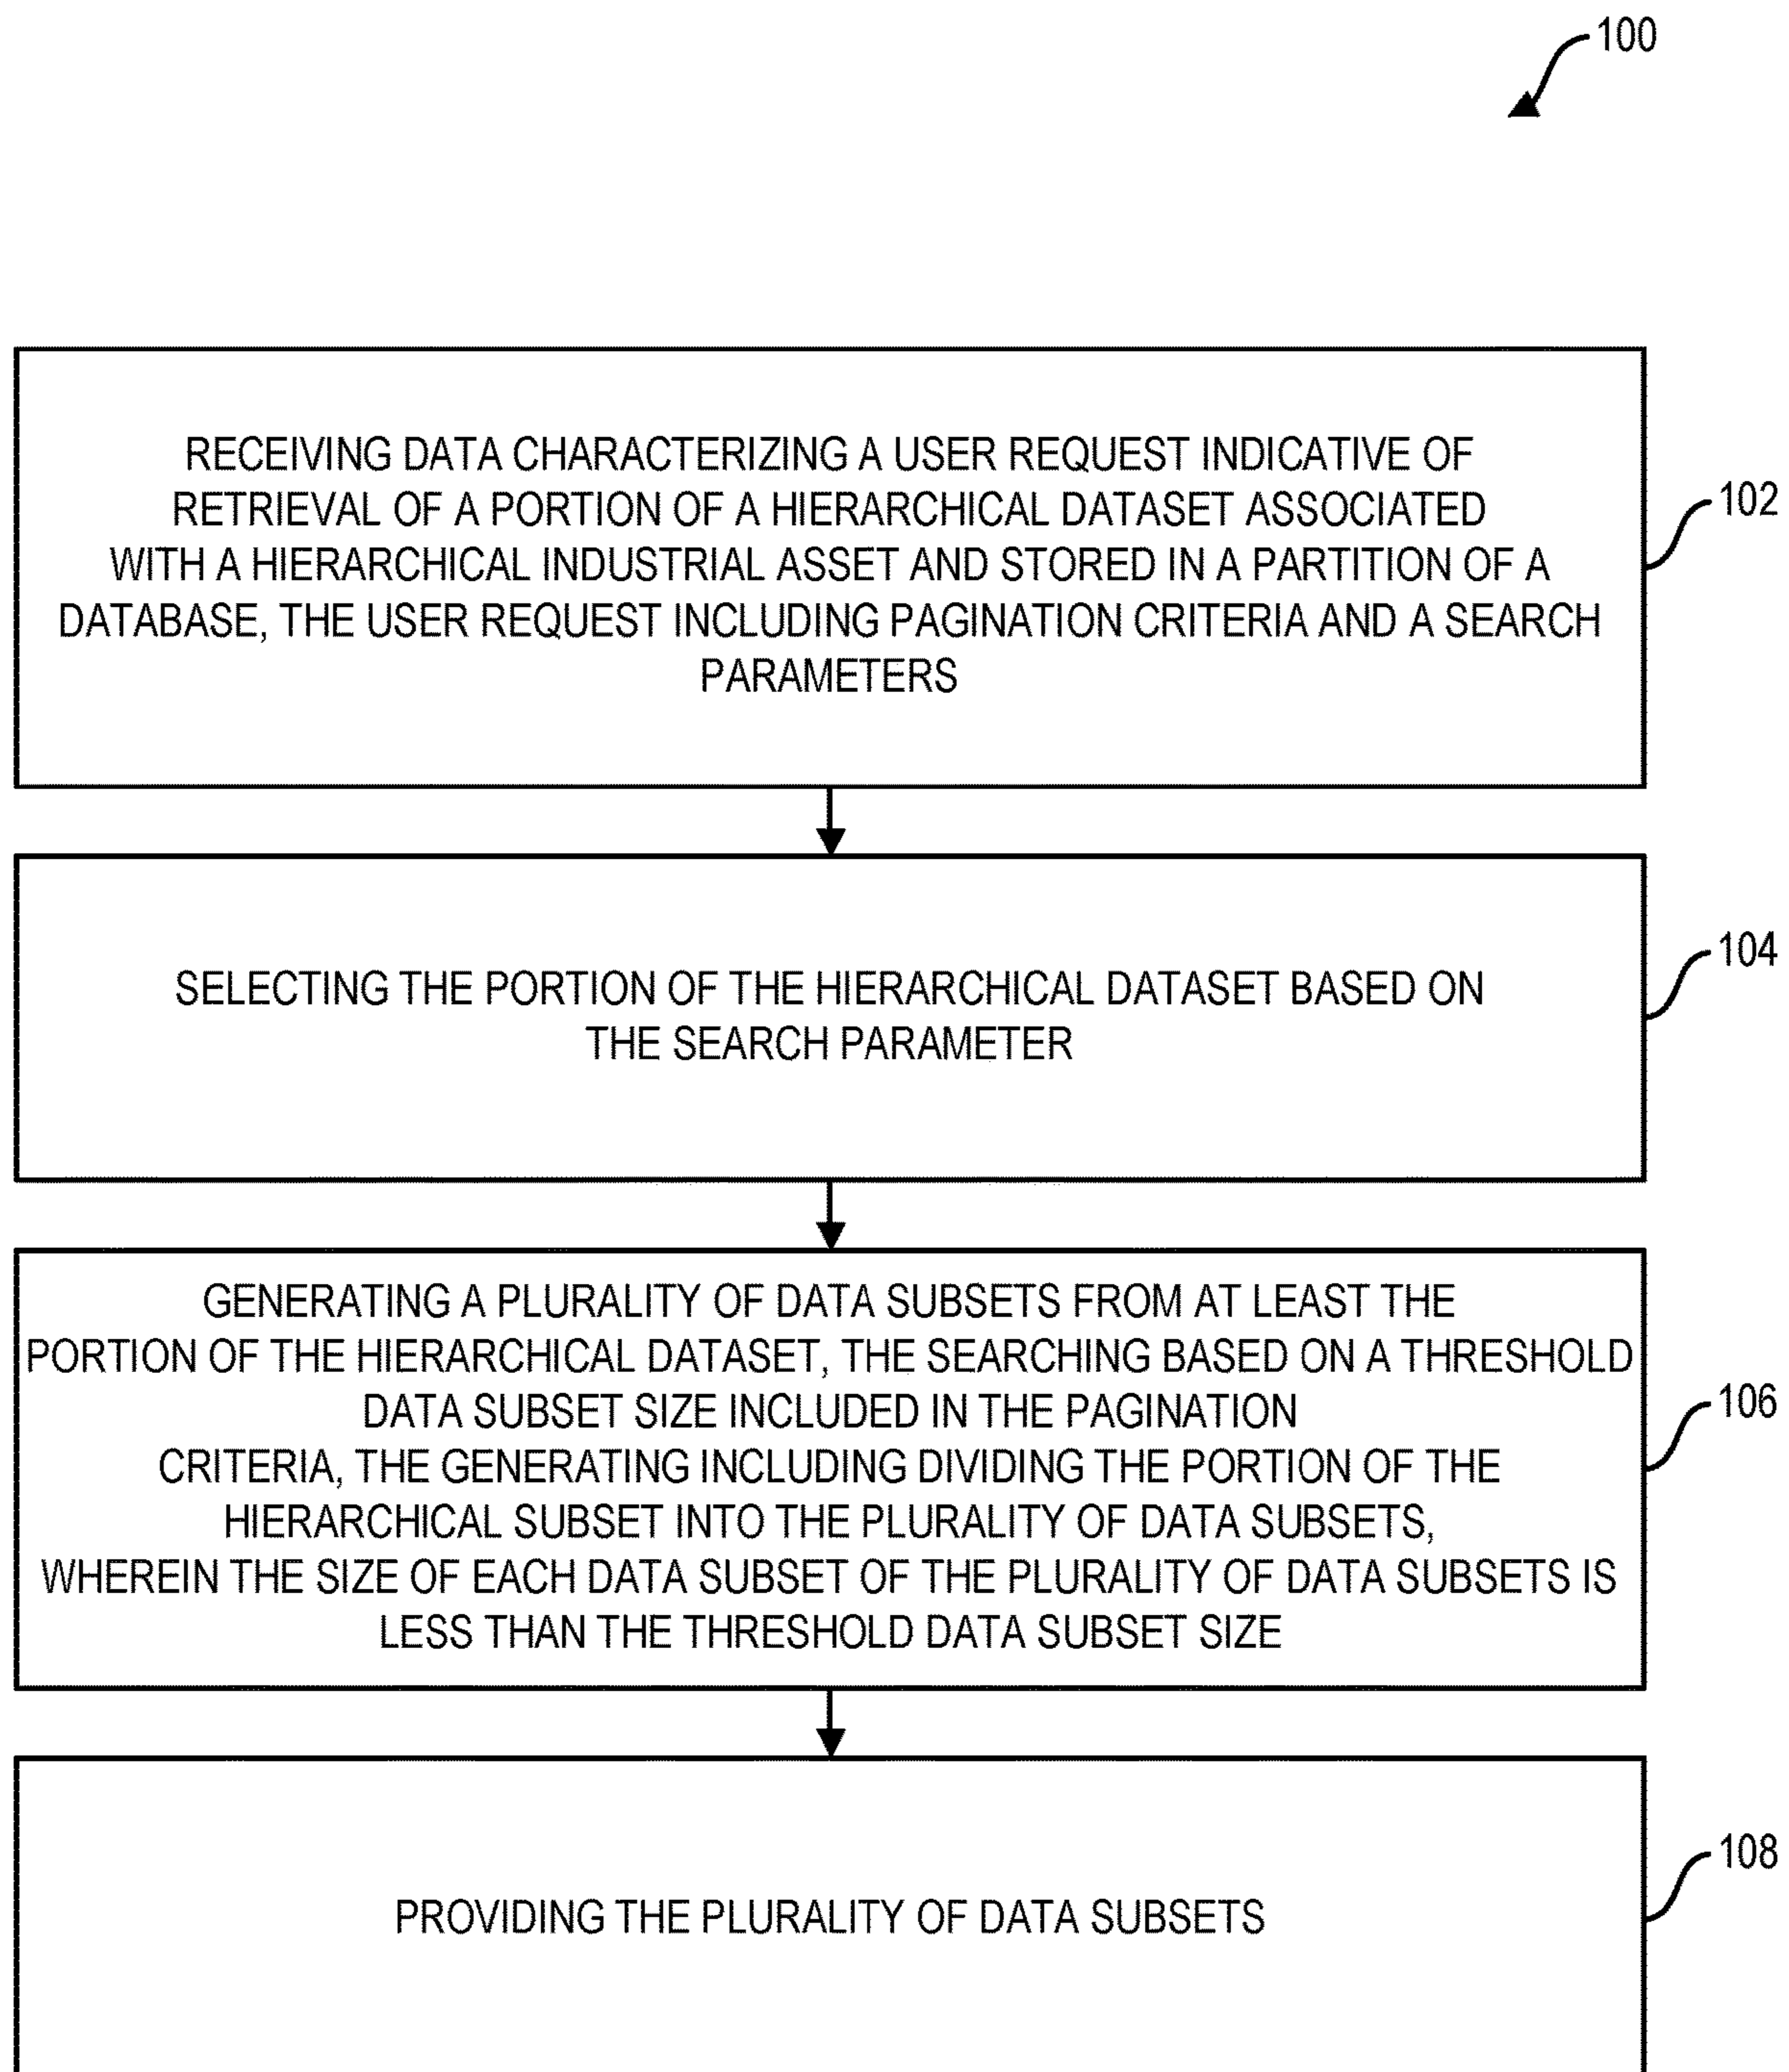 100
RECEIVING DATA CHARACTERIZING A USER REQUEST INDICATIVE OF
RETRIEVAL OF A PORTION OF A HIERARCHICAL DATASET ASSOCIATED
WITH A HIERARCHICAL INDUSTRIAL ASSET AND STORED IN A PARTITION OF A
DATABASE, THE USER REQUEST INCLUDING PAGINATION CRITERIA AND A SEARCH
PARAMETERS
102
SELECTING THE PORTION OF THE HIERARCHICAL DATASET BASED ON
THE SEARCH PARAMETER
104
GENERATING A PLURALITY OF DATA SUBSETS FROM AT LEAST THE
PORTION OF THE HIERARCHICAL DATASET, THE SEARCHING BASED ON A THRESHOLD
DATA SUBSET SIZE INCLUDED IN THE PAGINATION
CRITERIA, THE GENERATING INCLUDING DIVIDING THE PORTION OF THE
HIERARCHICAL SUBSET INTO THE PLURALITY OF DATA SUBSETS,
WHEREIN THE SIZE OF EACH DATA SUBSET OF THE PLURALITY OF DATA SUBSETS IS
LESS THAN THE THRESHOLD DATA SUBSET SIZE
106
PROVIDING THE PLURALITY OF DATA SUBSETS
108